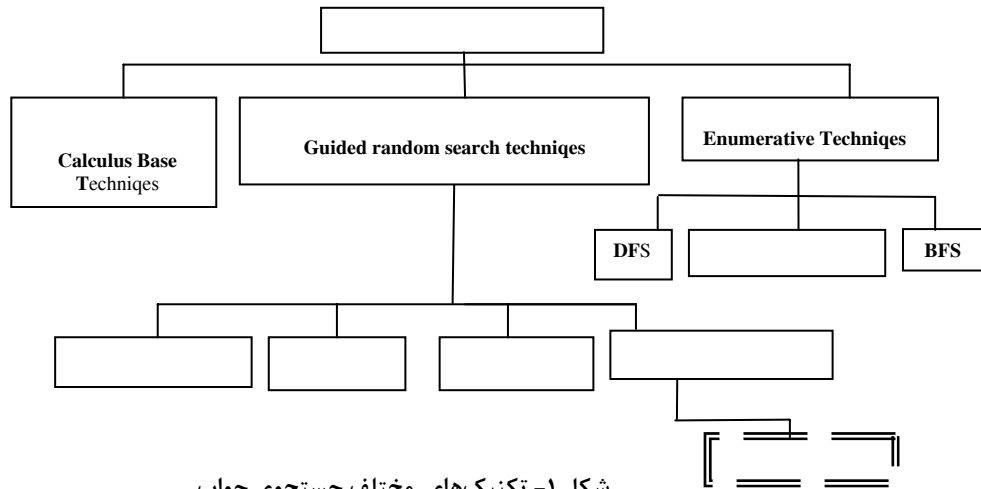 Guided random search techniqes
Enumerative Techniqes
Calculus Base
Techniqes
DFS
BFS
شکل ۱- تکنیک‌های مختلف جستجوی جواب